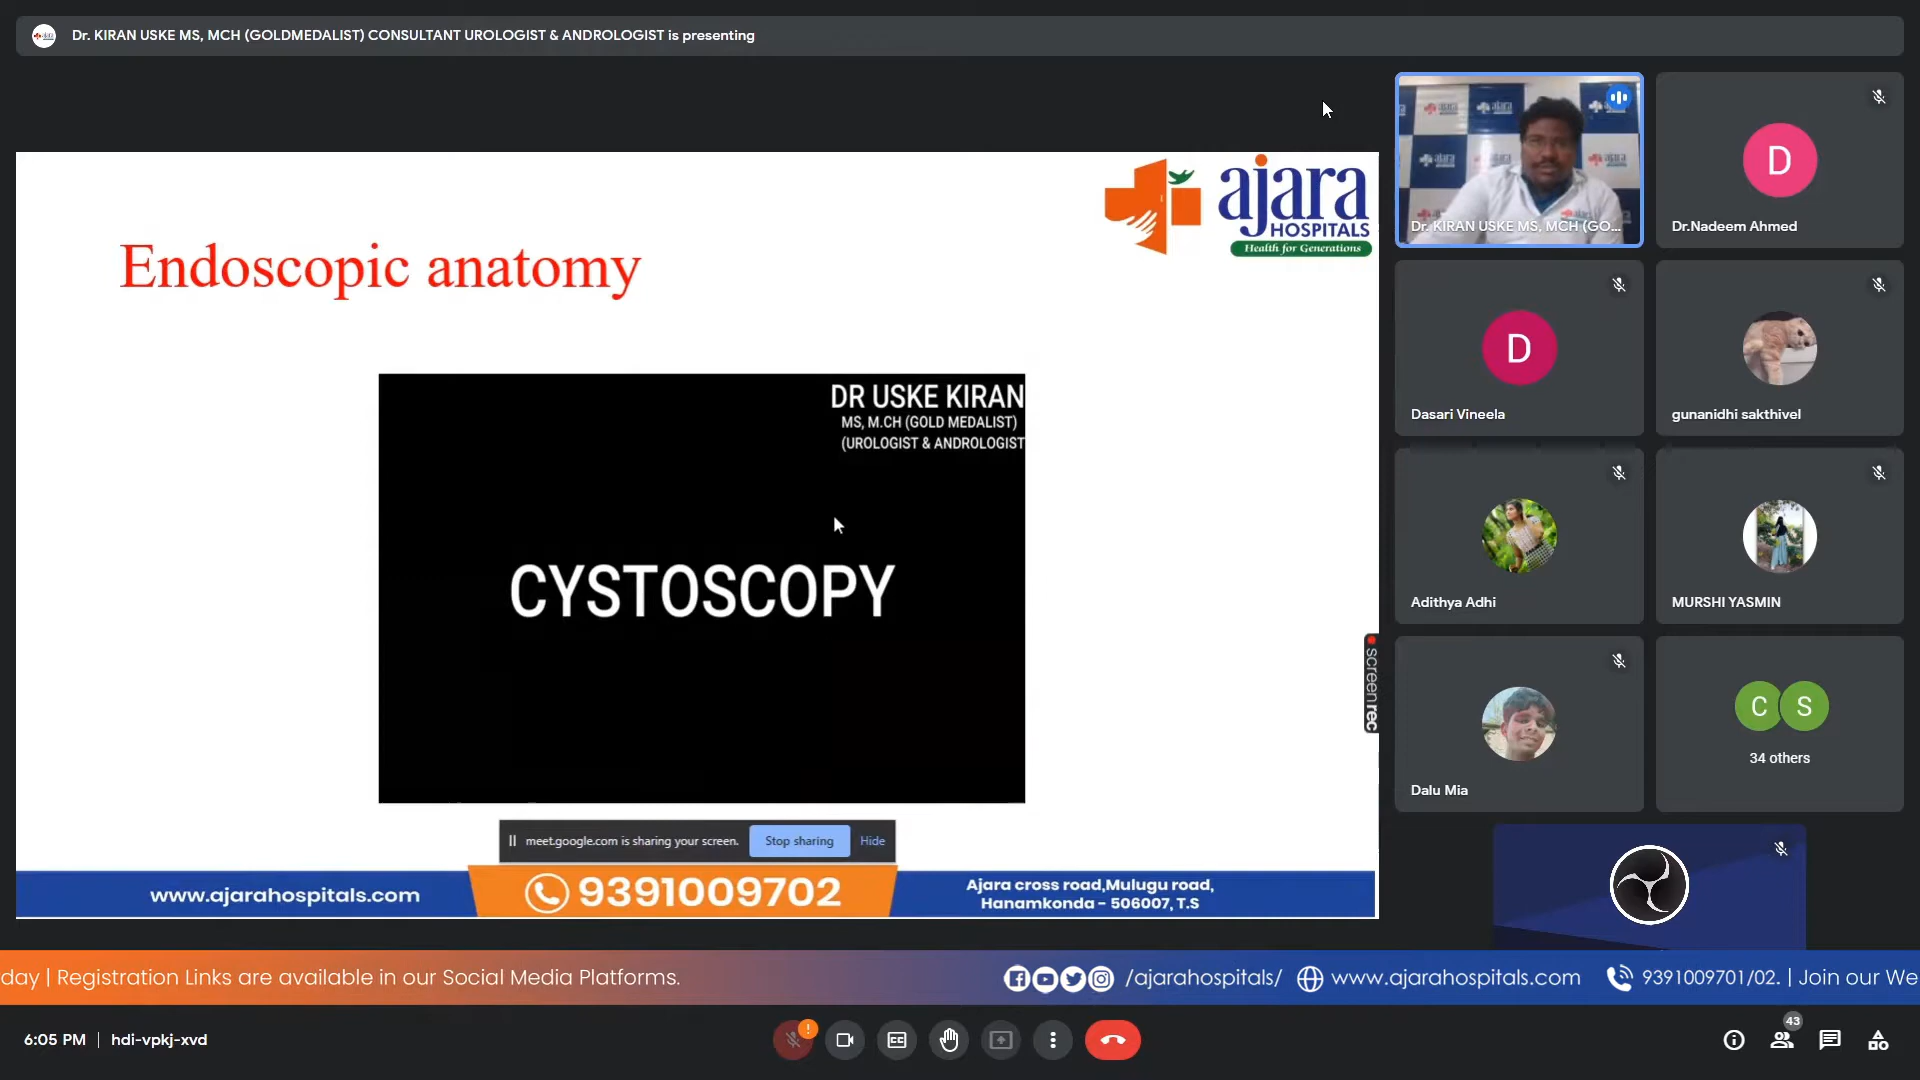 Dr. KIRAN USKE MS, MCH (GOLDMEDALIST) CONSULTANT UROLOGIST & ANDROLOGIST is presenting
ajara
HOSPITALS
Health for Generations
Endoscopic anatomy
DR USKE KIRAN
MS, M.CH (GOLD MEDALIST)
(UROLOGIST & ANDROLOGIST
CYSTOSCOPY
screenrec
meet.google.com is sharing your screen.
Stop sharing
Hide
www.ajarahospitals.com
9391009702
Ajara cross road,Mulugu road,
Hanamkonda - 506007, T.S
Dr. KIRAN USKE MS, MCH (GO...
D
Dr.Nadeem Ahmed
D
Dasari Vineela
gunanidhi sakthivel
Adithya Adhi
MURSHI YASMIN
Dalu Mia
C S
34 others
day | Registration Links are available in our Social Media Platforms.
/ajarahospitals/
www.ajarahospitals.com
9391009701/02. | Join our We
6:05 PM | hdi-vpkj-xvd
43